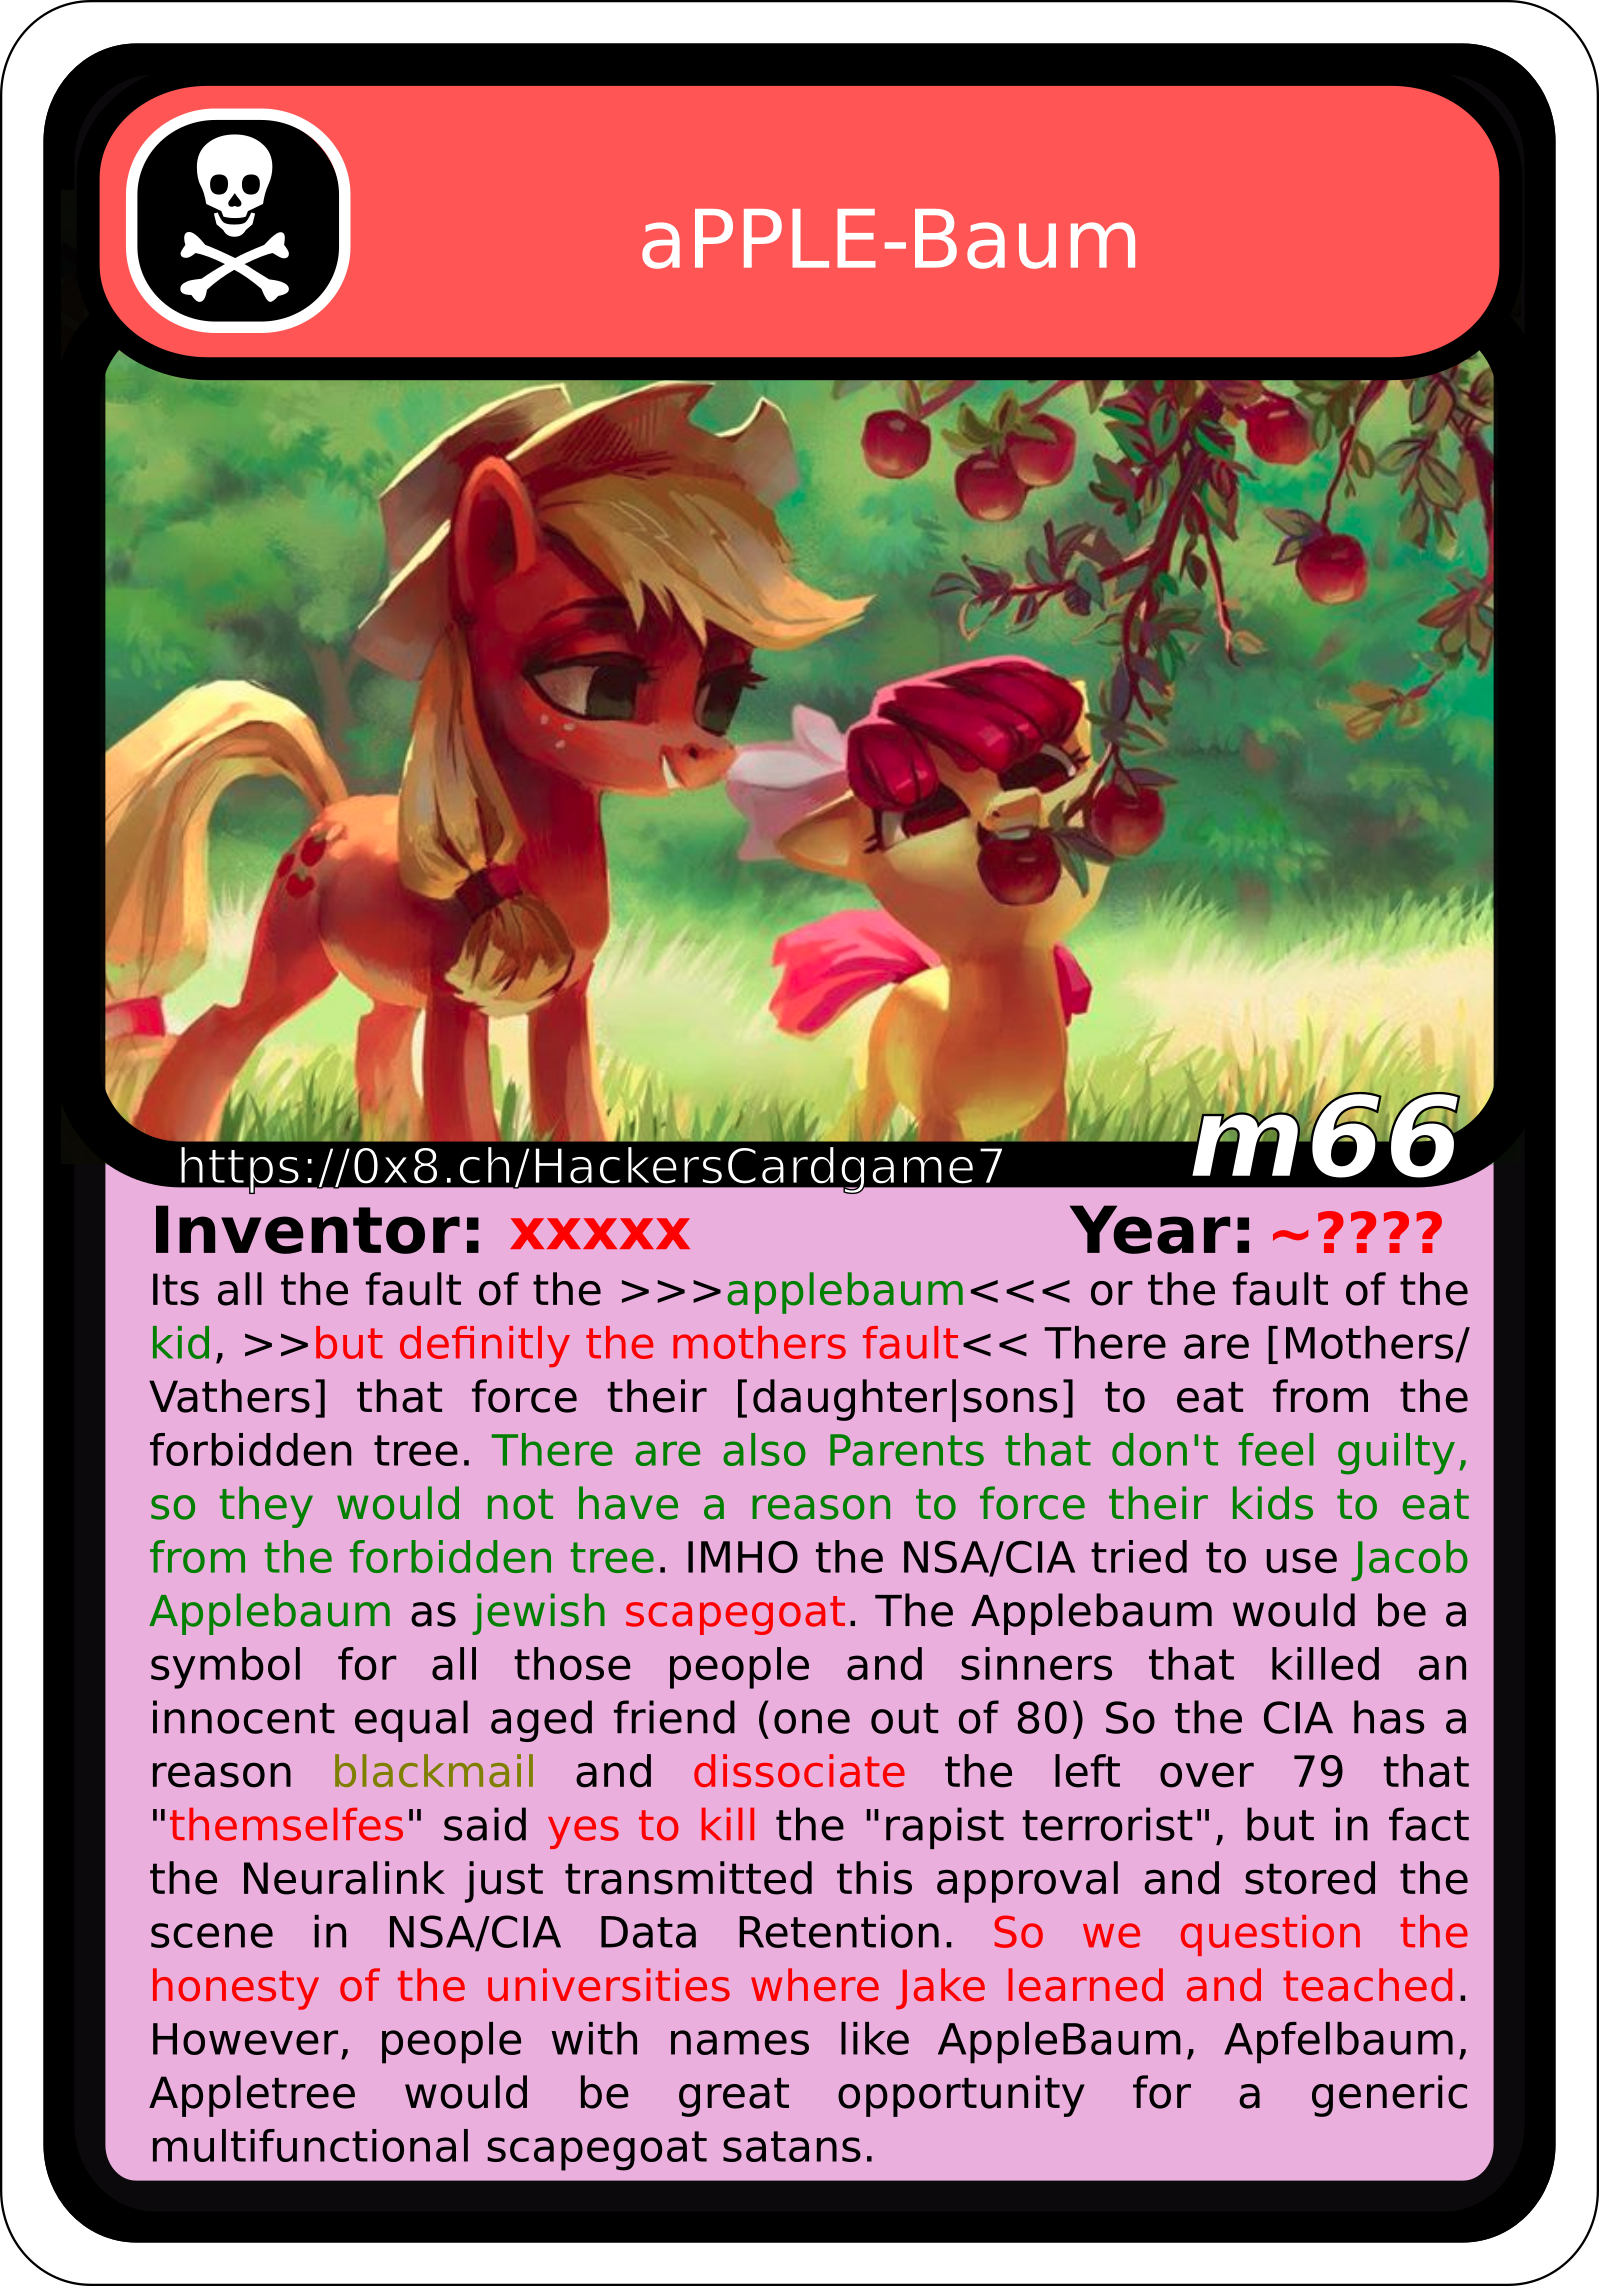 aPPLE-Baum
https://0x8.ch/HackersCardgame7
m66
Inventor: xxxxx Year: ~????
Its all the fault of the >>>applebaum<<< or the fault of the
kid, >>but definitly the mothers fault<< There are [Mothers/
Vathers] that force their [daughter|sons] to eat from the
forbidden tree. There are also Parents that don't feel guilty,
so they would not have a reason to force their kids to eat
from the forbidden tree. IMHO the NSA/CIA tried to use Jacob
Applebaum as jewish scapegoat. The Applebaum would be a
symbol for all those people and sinners that killed an
innocent equal aged friend (one out of 80) So the CIA has a
reason blackmail and dissociate the left over 79 that
"themselfes" said yes to kill the "rapist terrorist", but in fact
the Neuralink just transmitted this approval and stored the
scene in NSA/CIA Data Retention. So we question the
honesty of the universities where Jake learned and teached.
However, people with names like AppleBaum, Apfelbaum,
Appletree would be great opportunity for a generic
multifunctional scapegoat satans.